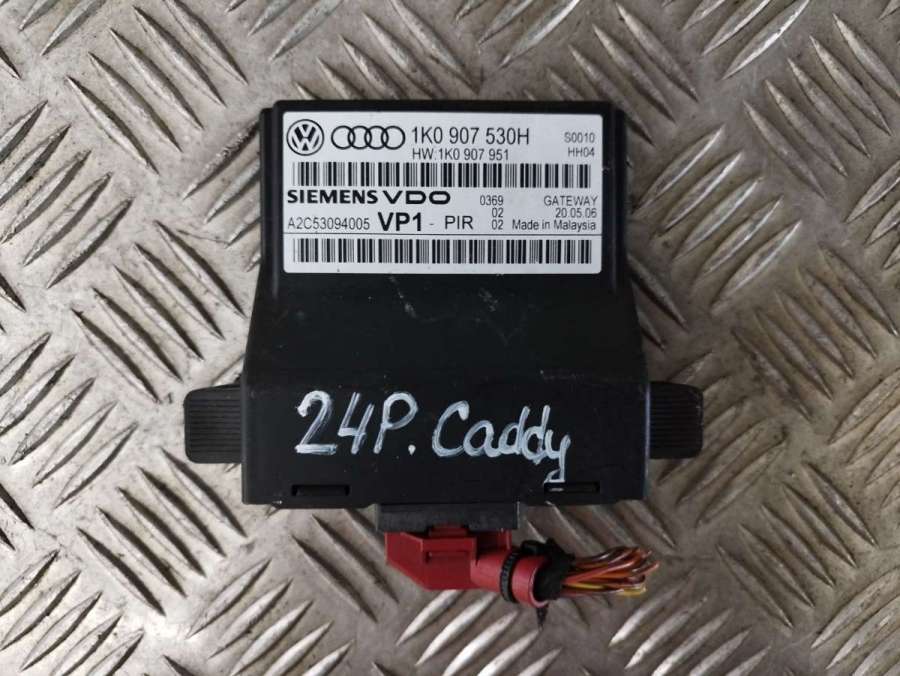 1K0 907 530H S0010
HW:1K0 907 951 HH04
SIEMENS VDO 0369 GATEWAY
02 20.05.06
A2C53094005 VP1 - PIR 02 Made in Malaysia
24P. Caddy